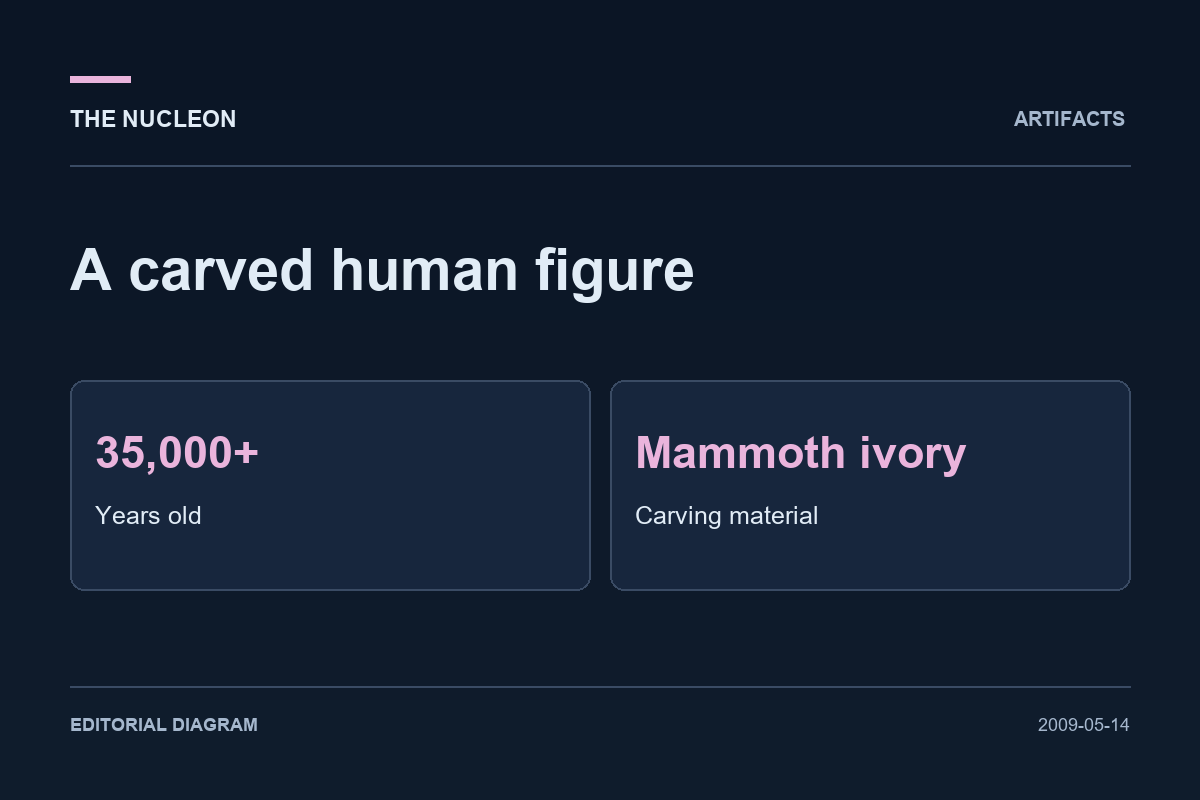 THE NUCLEON
ARTIFACTS
A carved human figure
35,000+
Years old
Mammoth ivory
Carving material
EDITORIAL DIAGRAM
2009-05-14